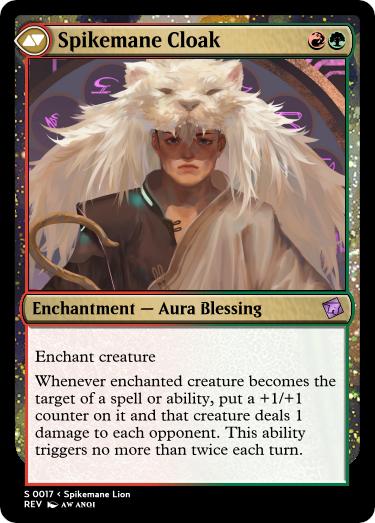 Spikemane Cloak
Enchantment — Aura Blessing
Enchant creature
Whenever enchanted creature becomes the
target of a spell or ability, put a +1/+1
counter on it and that creature deals 1
damage to each opponent. This ability
triggers no more than twice each turn.
S 0017 < Spikemane Lion
REV AW ANOI